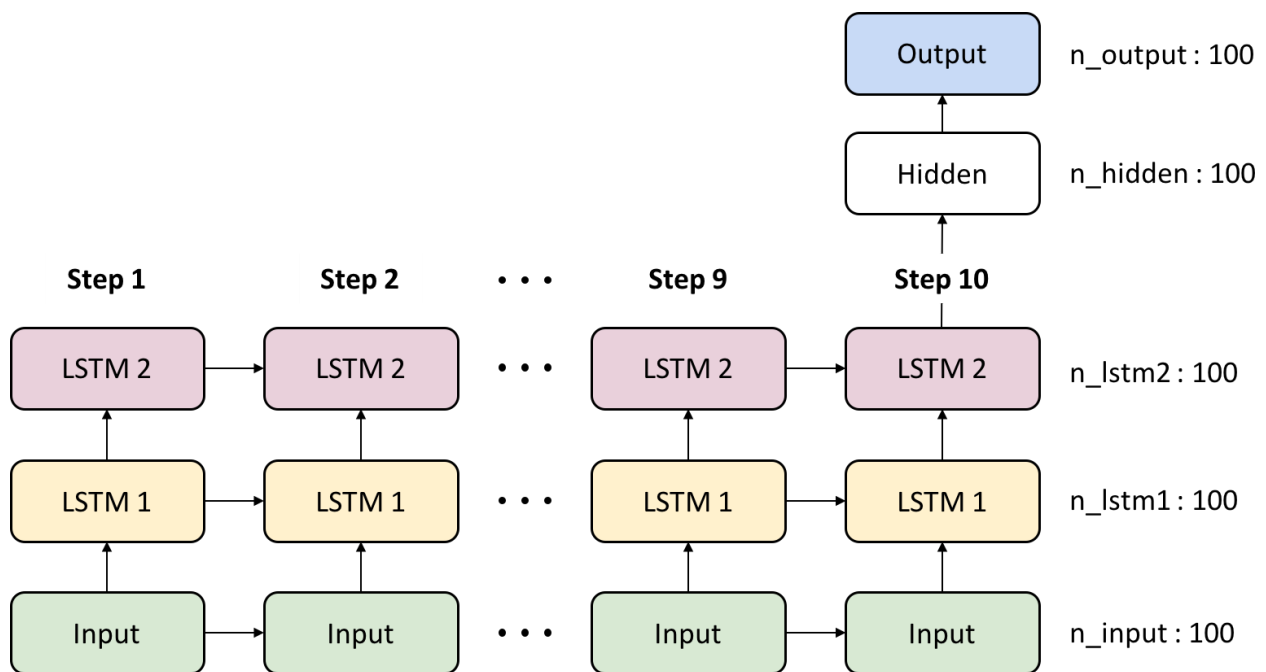 Output n_output : 100
Hidden n_hidden : 100
Step 1 Step 2 • • • Step 9 Step 10
LSTM 2 LSTM 2 • • • LSTM 2 LSTM 2 n_lstm2 : 100
LSTM 1 LSTM 1 • • • LSTM 1 LSTM 1 n_lstm1 : 100
Input Input • • • Input Input n_input : 100